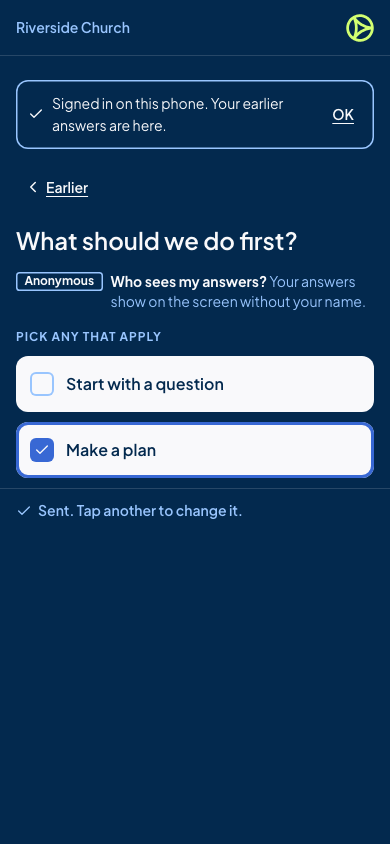 Riverside Church
Signed in on this phone. Your earlier
answers are here.
OK
Earlier
What should we do first?
Anonymous
Who sees my answers? Your answers
show on the screen without your name.
PICK ANY THAT APPLY
Start with a question
Make a plan
Sent. Tap another to change it.